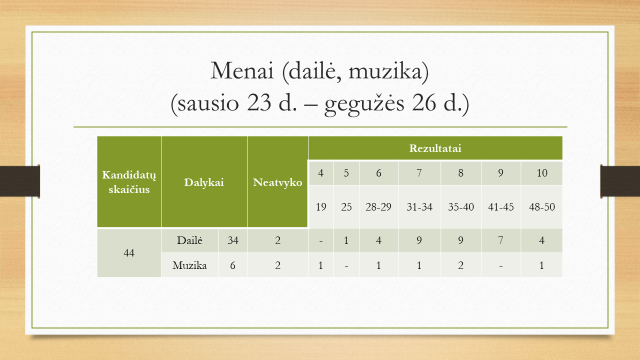 Menai (dailė, muzika)
(sausio 23 d. – gegužės 26 d.)
Kandidatų skaičius Dalykai Neatvyko Rezultatai
4 5 6 7 8 9 10
19 25 28-29 31-34 35-40 41-45 48-50
44 Dailė 34 2 - 1 4 9 9 7 4
Muzika 6 2 1 - 1 1 2 - 1